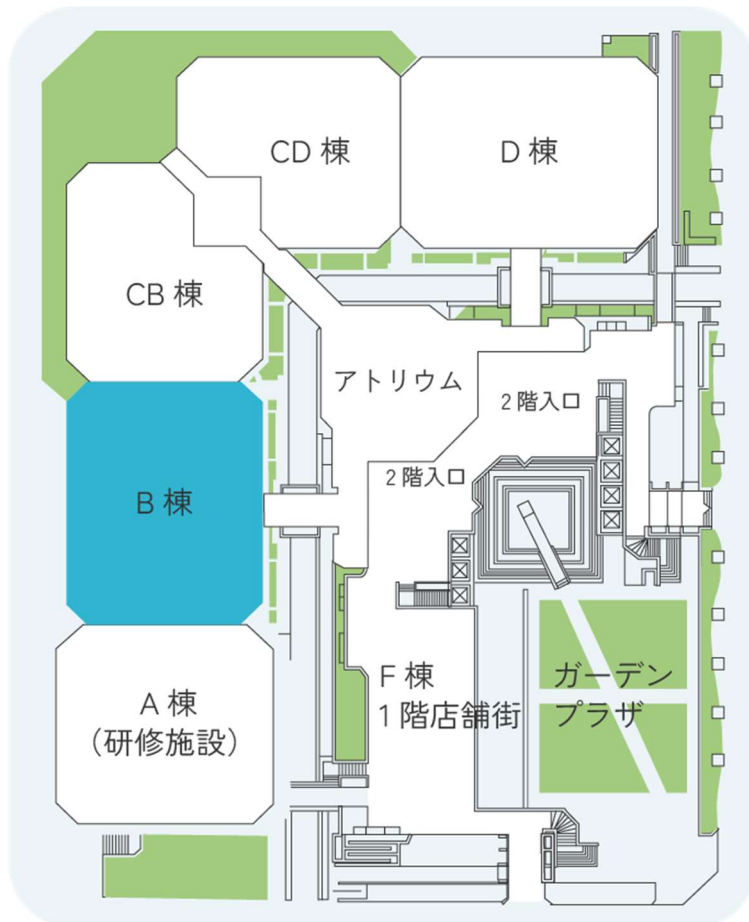 CD 棟
D 棟
CB 棟
アトリウム
2 階入口
2 階入口
B 棟
F 棟
1 階店舗街
ガーデン
プラザ
A 棟
（研修施設）